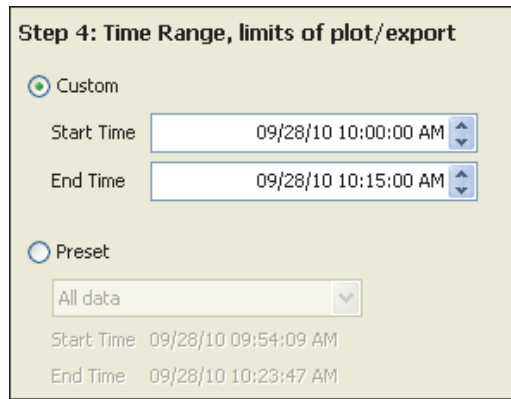 Step 4: Time Range, limits of plot/export
Custom
Start Time 09/28/10 10:00:00 AM
End Time 09/28/10 10:15:00 AM
Preset
All data
Start Time 09/28/10 09:54:09 AM
End Time 09/28/10 10:23:47 AM